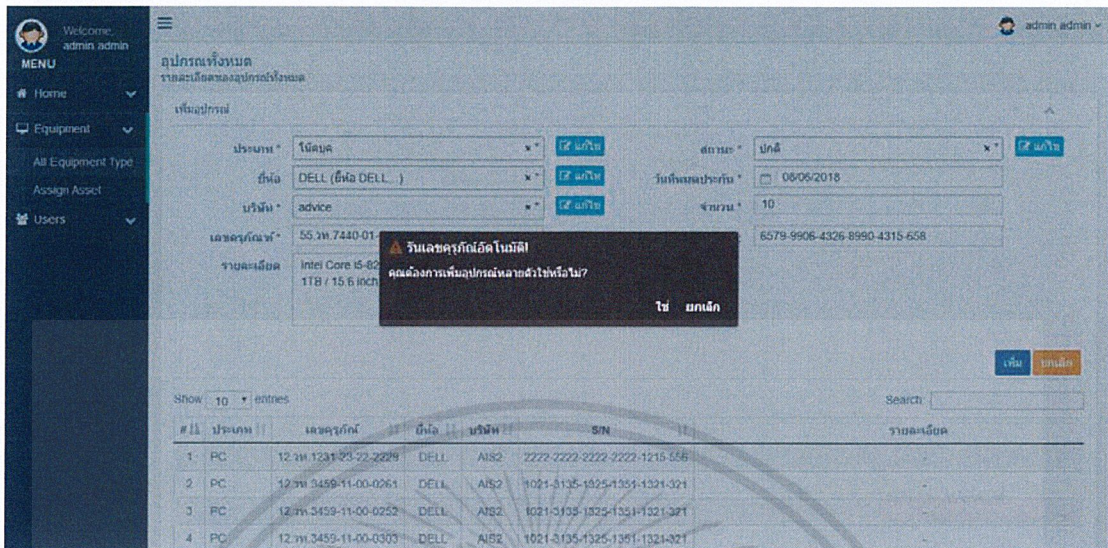 Welcome,
admin admin
MENU
Home
Equipment
All Equipment Type
Assign Asset
Users
admin admin
อุปกรณ์ทั้งหมด
รายละเอียดของอุปกรณ์ทั้งหมด
เพิ่มอุปกรณ์
ประเภท * โน๊ตบุค x แก้ไข สถานะ * ปกติ x แก้ไข
ยี่ห้อ DELL (ยี่ห้อ DELL...) x แก้ไข วันที่หมดประกัน * 06/06/2018
บริษัท * advice x แก้ไข จำนวน * 10
เลขครุภัณฑ์ * 55.วท.7440-01- 6579-9906-4326-8990-4315-658
รายละเอียด Intel Core i5-82
1TB / 15.6 inch
รันเลขครุภัณ์อัตโนมัติ!
คุณต้องการเพิ่มอุปกรณ์หลายตัวใช่หรือไม่?
ใช่ ยกเลิก
เพิ่ม ยกเลิก
Show 10 entries Search:
# ประเภท เลขครุภัณฑ์ ยี่ห้อ บริษัท S/N รายละเอียด
1 PC 12.วท.1231-23-22-2229 DELL AIS2 2222-2222-2222-2222-1215-556 -
2 PC 12.วท.3459-11-00-0261 DELL AIS2 1021-3135-1325-1351-1321-321 -
3 PC 12.วท.3459-11-00-0252 DELL AIS2 1021-3135-1325-1351-1321-321 -
4 PC 12.วท.3459-11-00-0303 DELL AIS2 1021-3135-1325-1351-1321-321 -